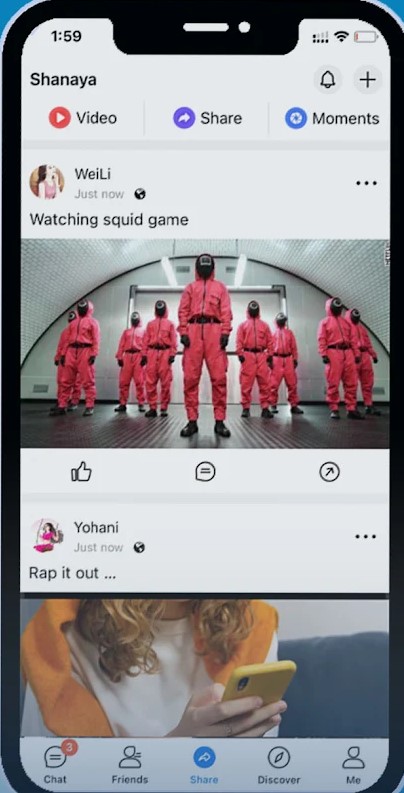 1:59
Shanaya
Video
Share
Moments
WeiLi
Just now
Watching squid game
Yohani
Just now
Rap it out ...
3
Chat
Friends
Share
Discover
Me